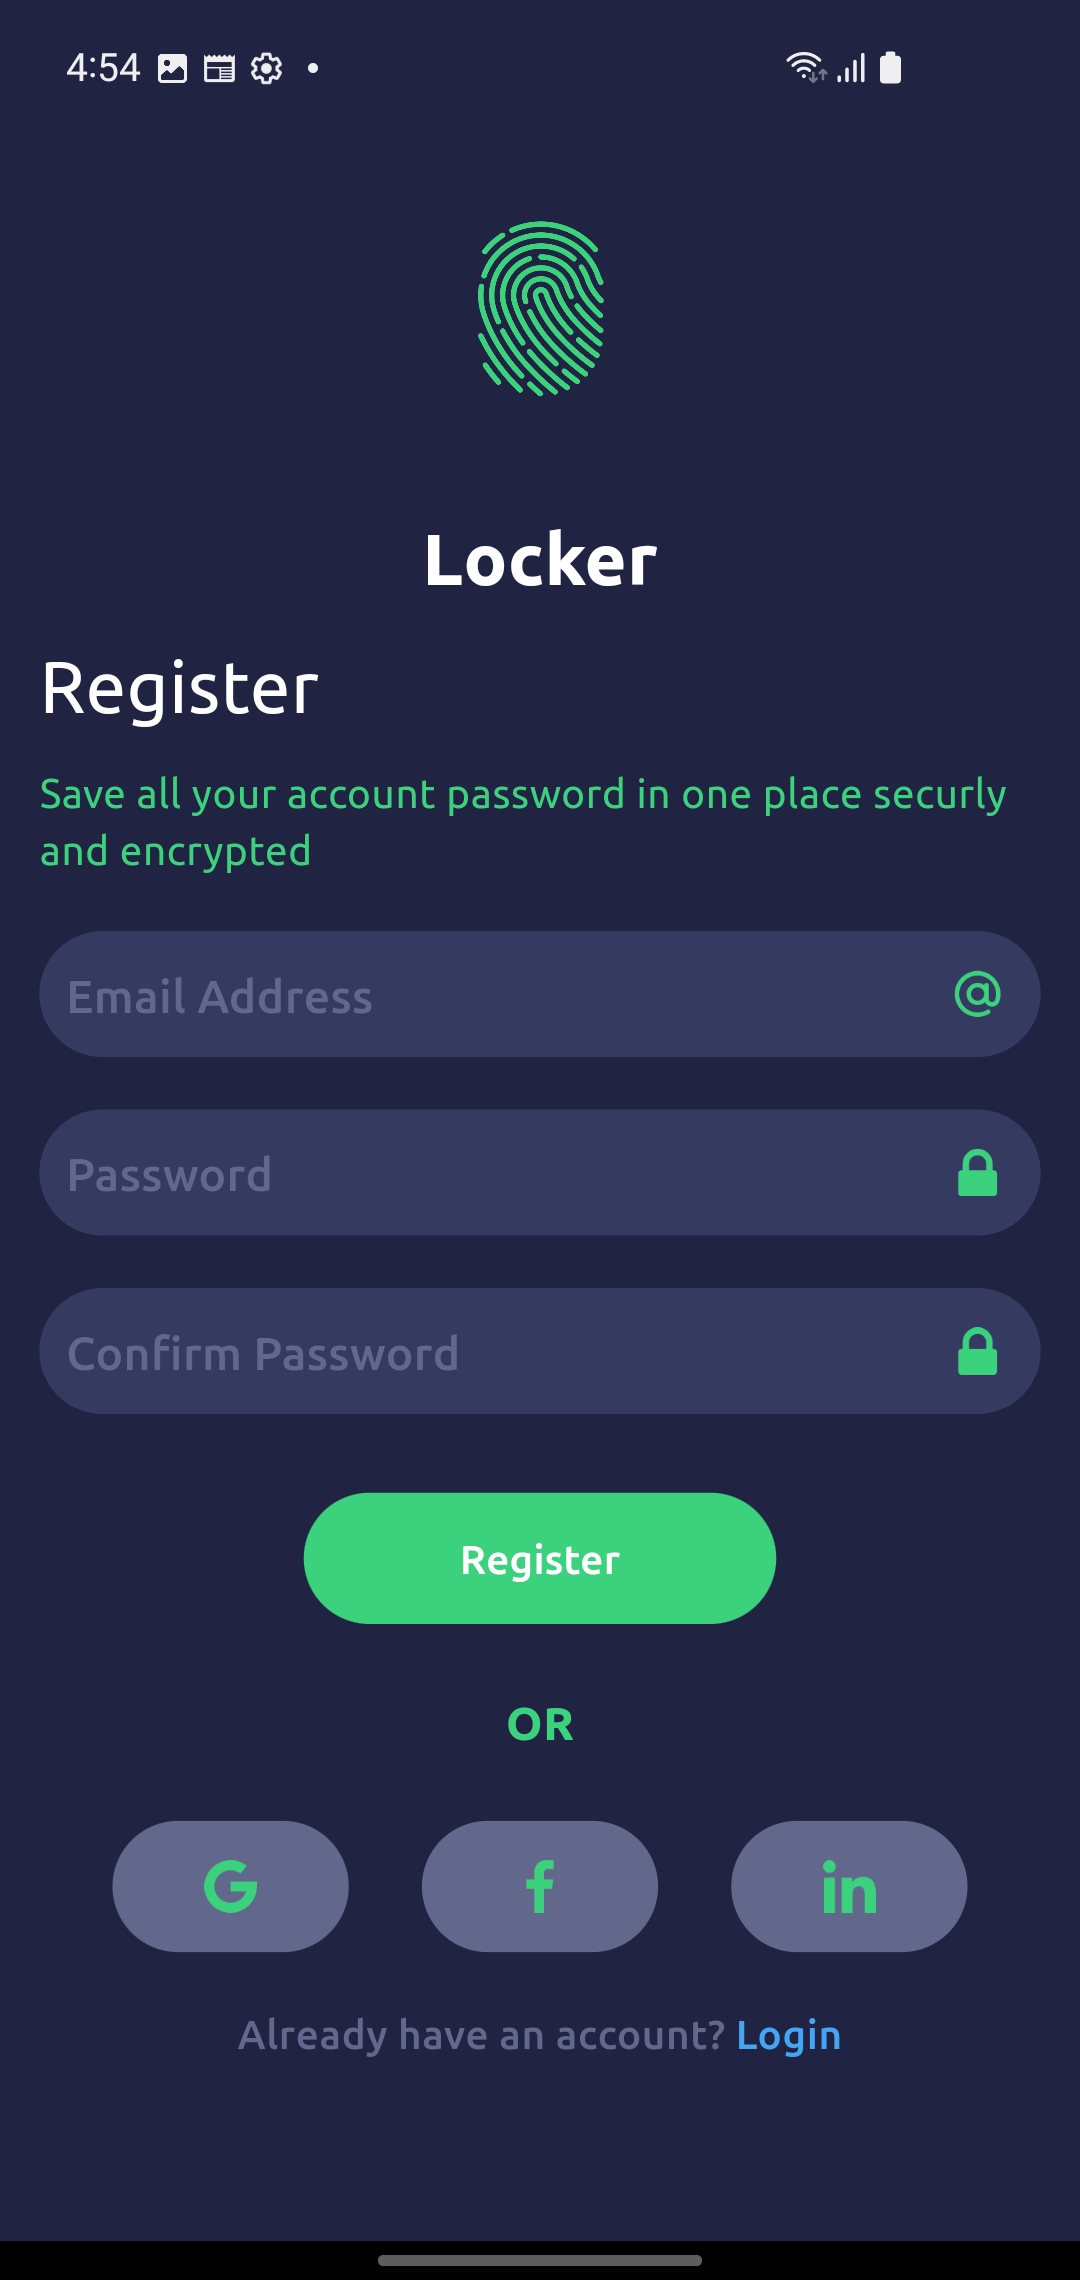 4:54
Locker
Register
Save all your account password in one place securly
and encrypted
Email Address
Password
Confirm Password
Register
OR
G f in
Already have an account? Login